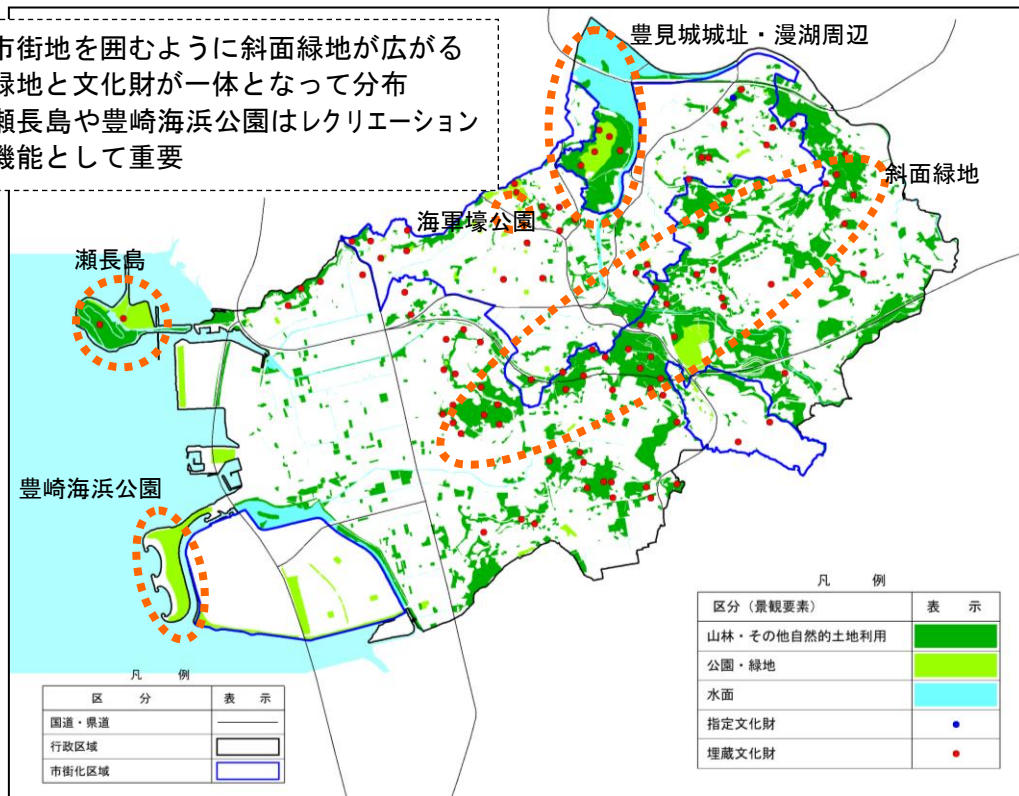 市街地を囲むように斜面緑地が広がる
緑地と文化財が一体となって分布
瀬長島や豊崎海浜公園はレクリエーション
機能として重要
豊見城城址・漫湖周辺
斜面緑地
海軍壕公園
瀬長島
豊崎海浜公園
凡 例
区 分 表 示
国道・県道
行政区域
市街化区域
凡 例
区分（景観要素） 表 示
山林・その他自然的土地利用
公園・緑地
水面
指定文化財
埋蔵文化財